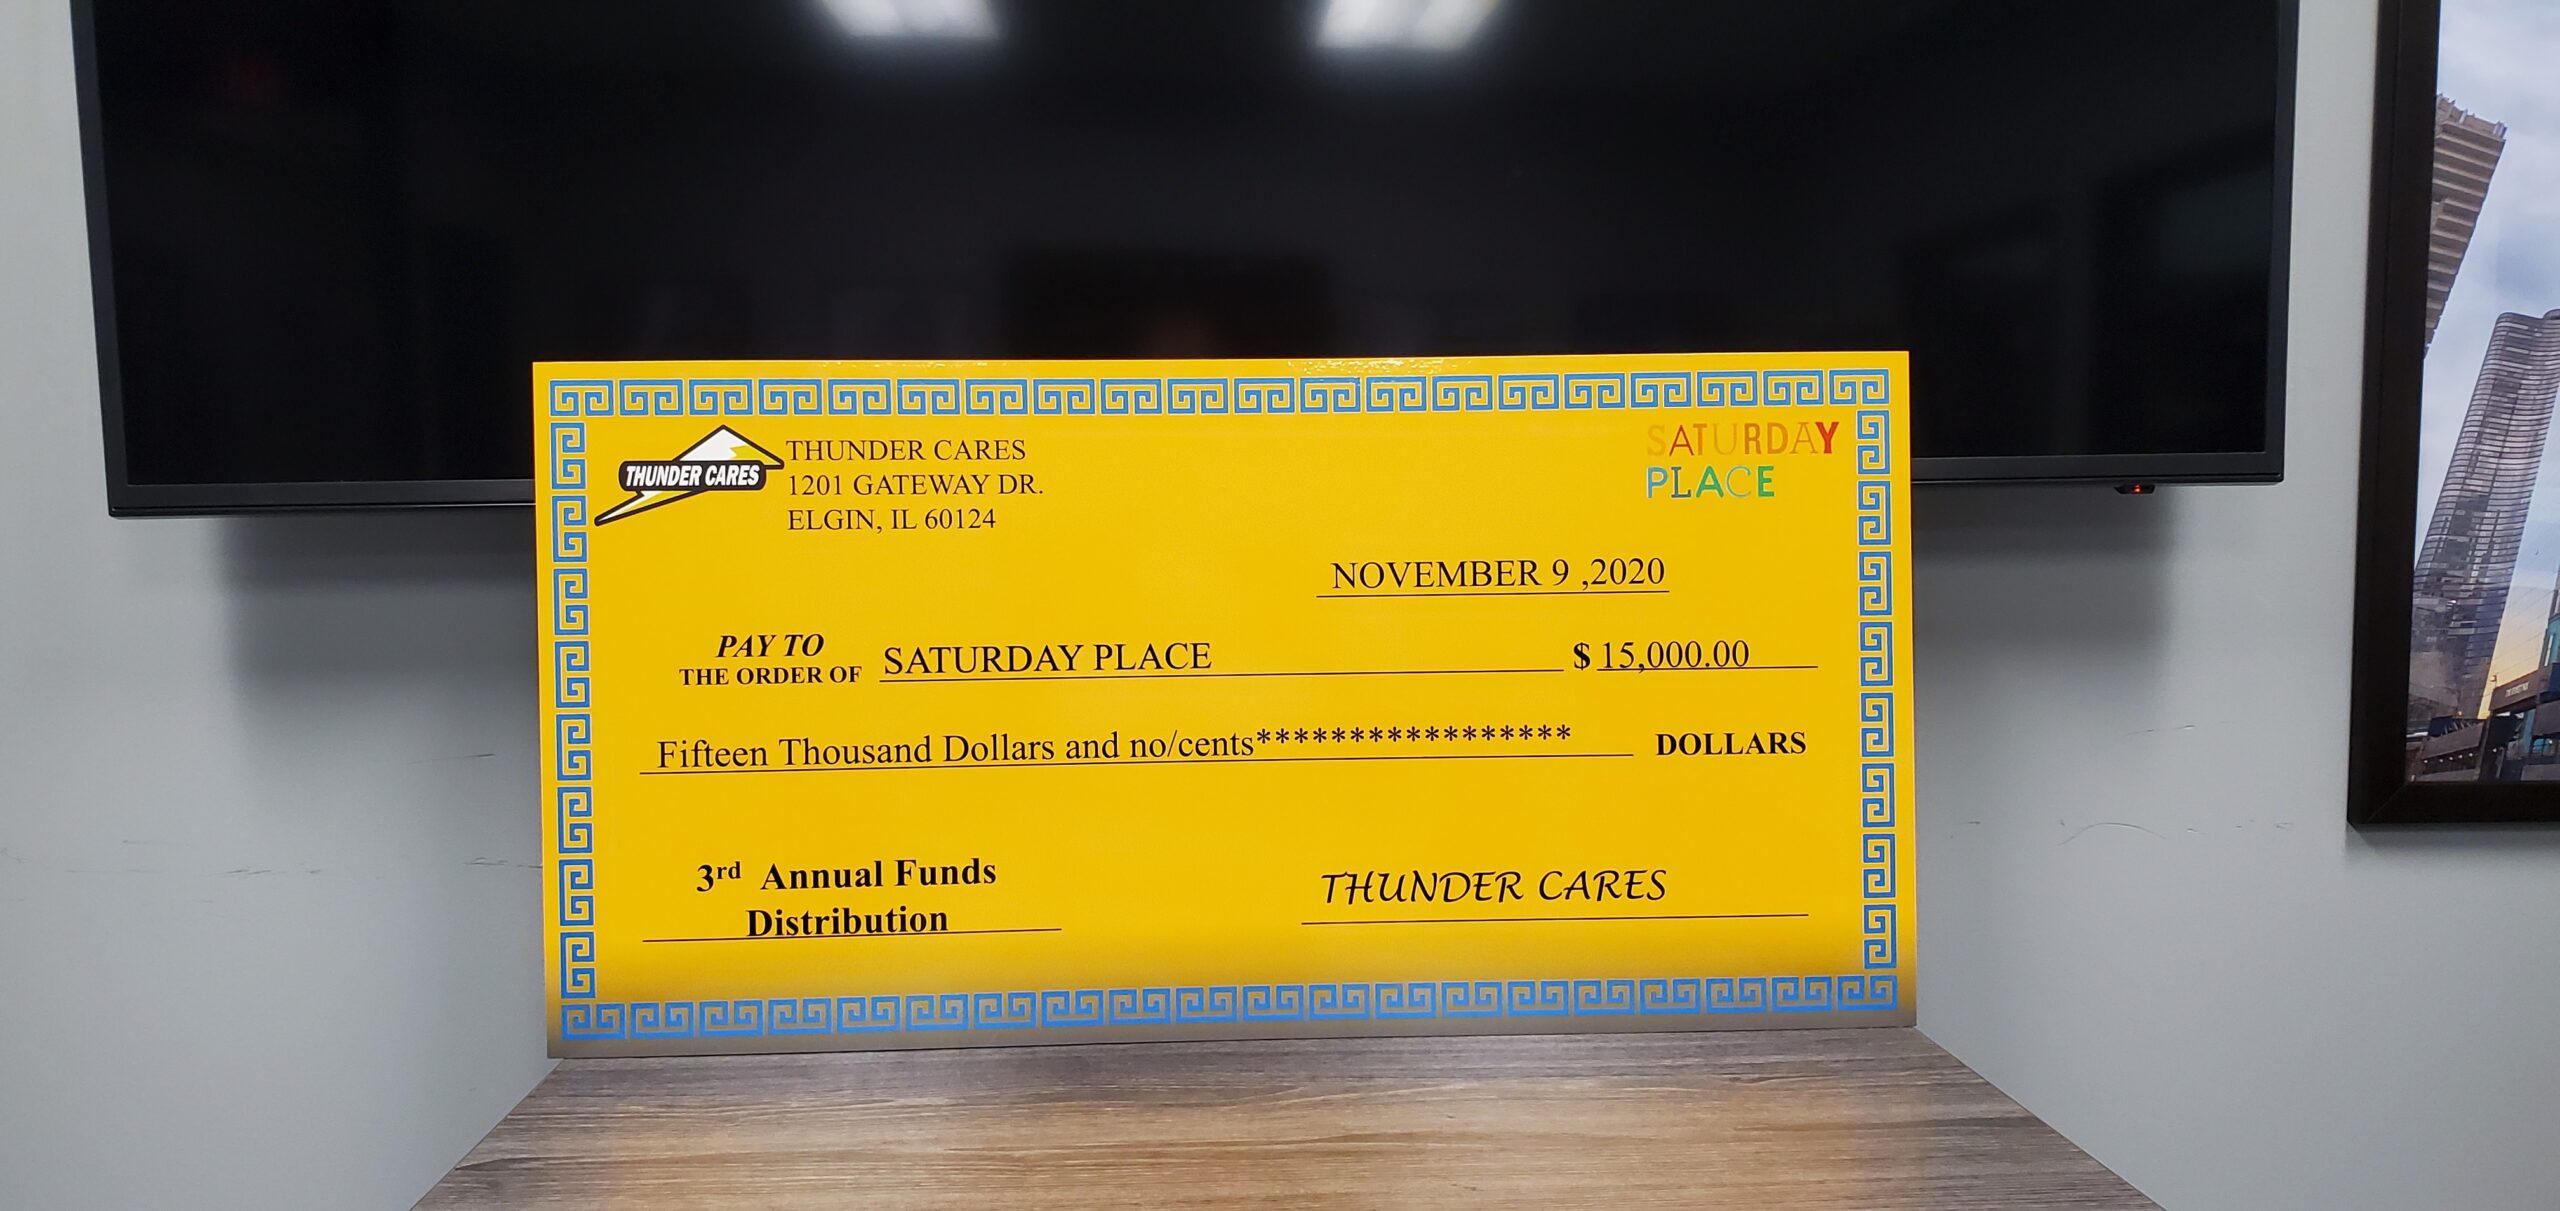 THUNDER CARES
THUNDER CARES
1201 GATEWAY DR.
ELGIN, IL 60124
SATURDAY
PLACE
NOVEMBER 9 ,2020
PAY TO
THE ORDER OF SATURDAY PLACE $ 15,000.00
Fifteen Thousand Dollars and no/cents***************** DOLLARS
3rd Annual Funds
Distribution
THUNDER CARES